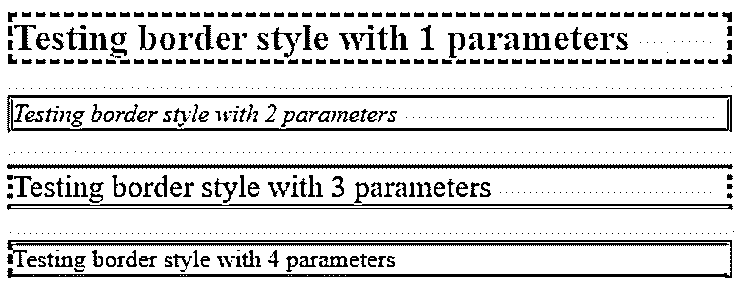 Testing border style with 1 parameters
Testing border style with 2 parameters
Testing border style with 3 parameters
Testing border style with 4 parameters